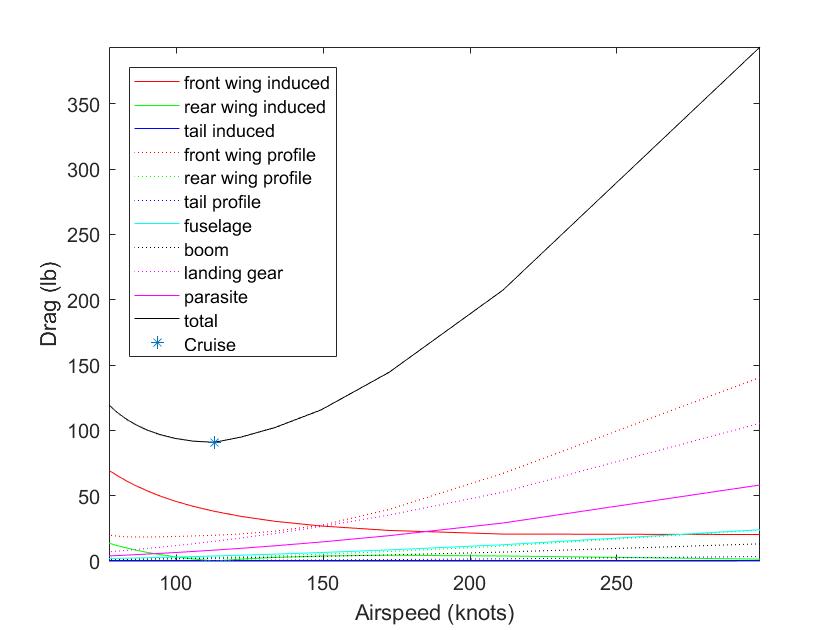 front wing induced
rear wing induced
tail induced
front wing profile
rear wing profile
tail profile
fuselage
boom
landing gear
parasite
total
Cruise
Drag (lb)
350
300
250
200
150
100
50
0
100
150
200
250
Airspeed (knots)